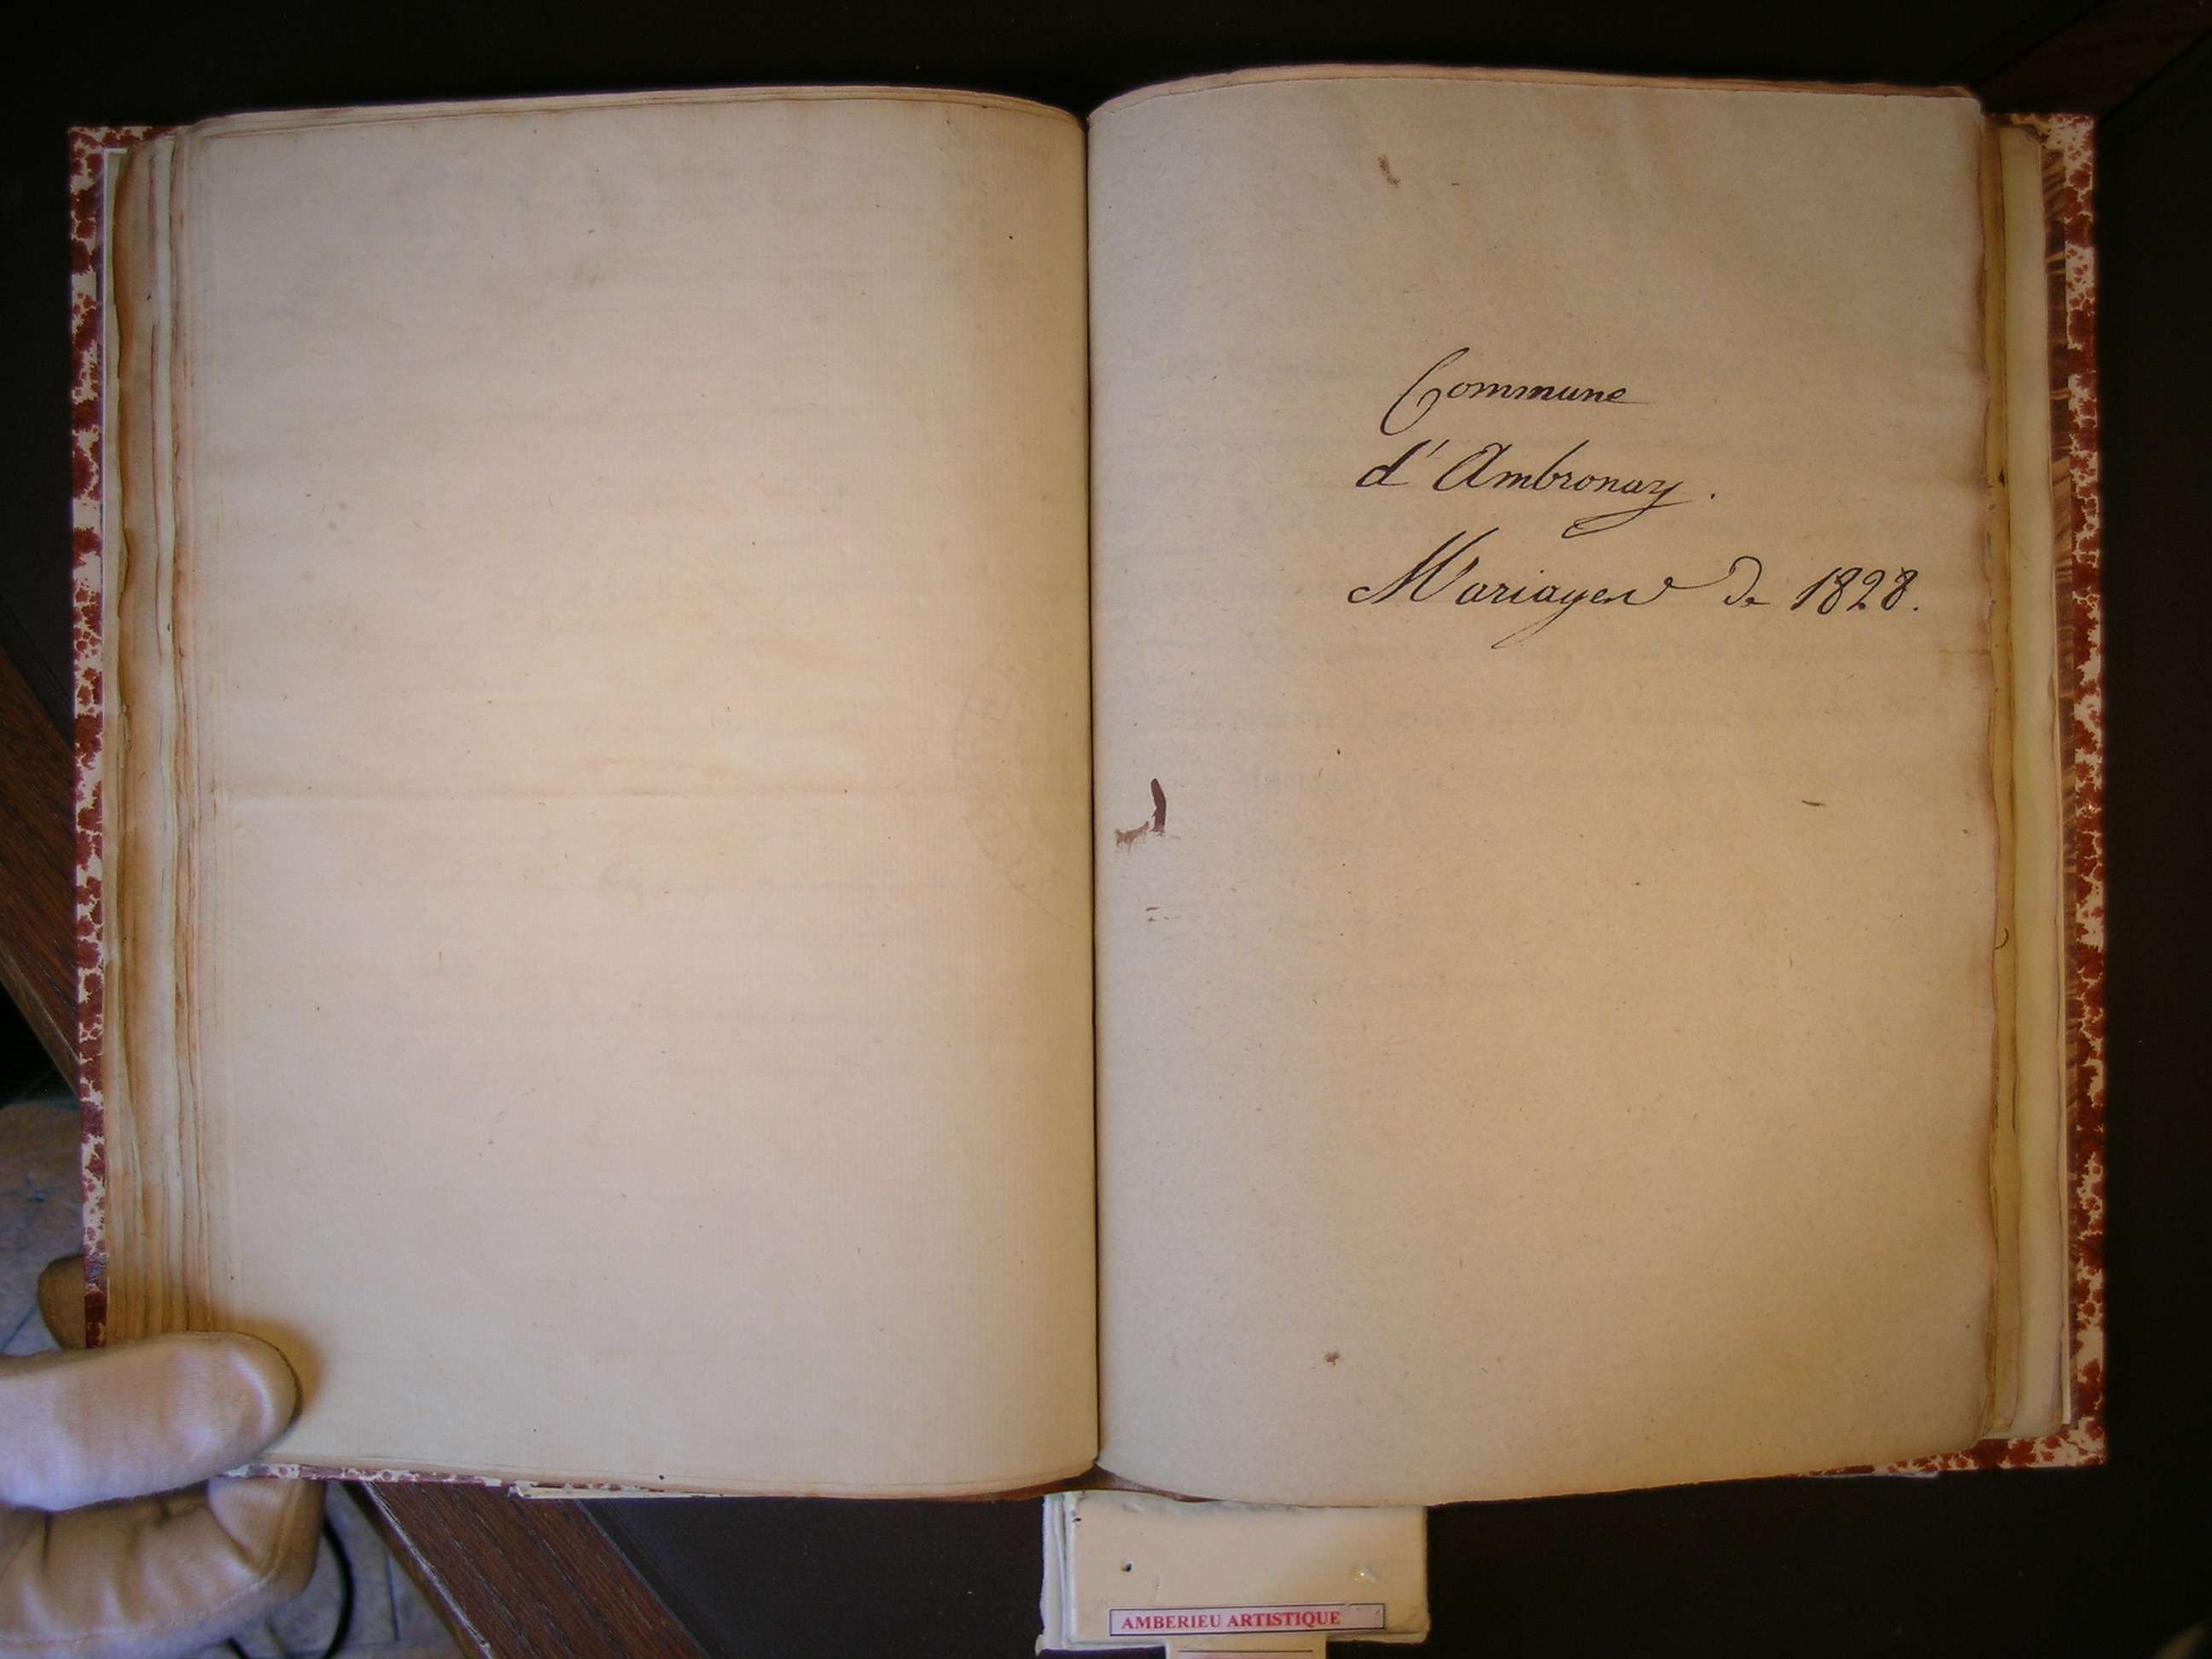 Commune
d'Ambronay.
Mariages de 1828.
AMBERIEU ARTISTIQUE